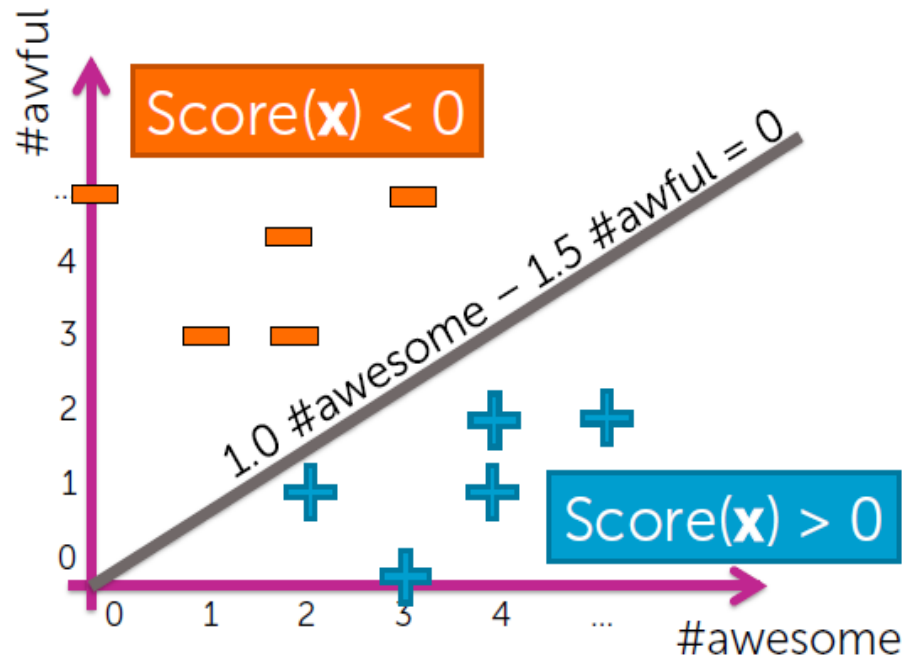 #awful
Score(x) < 0
1.0 #awesome – 1.5 #awful = 0
..
4
3
2
1
0
Score(x) > 0
0
1
2
3
4
...
#awesome